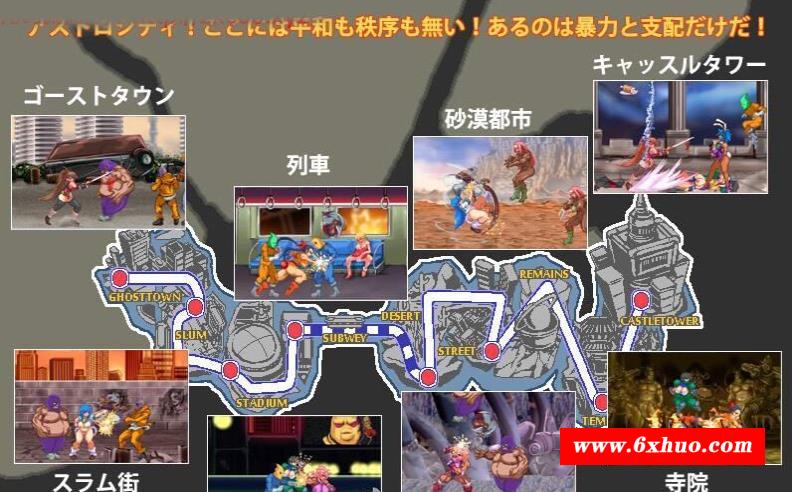 アストロシティ！ここには平和も秩序も無い！あるのは暴力と支配だけだ！
キャッスルタワー
ゴーストタウン
砂漠都市
列車
REMAINS
GHOSTTOWN
DESERT
CASTLETOWER
SLUM
SUBWEY
STREET
STADIUM
TEM
www.6xhuo.com
スラム街
寺院